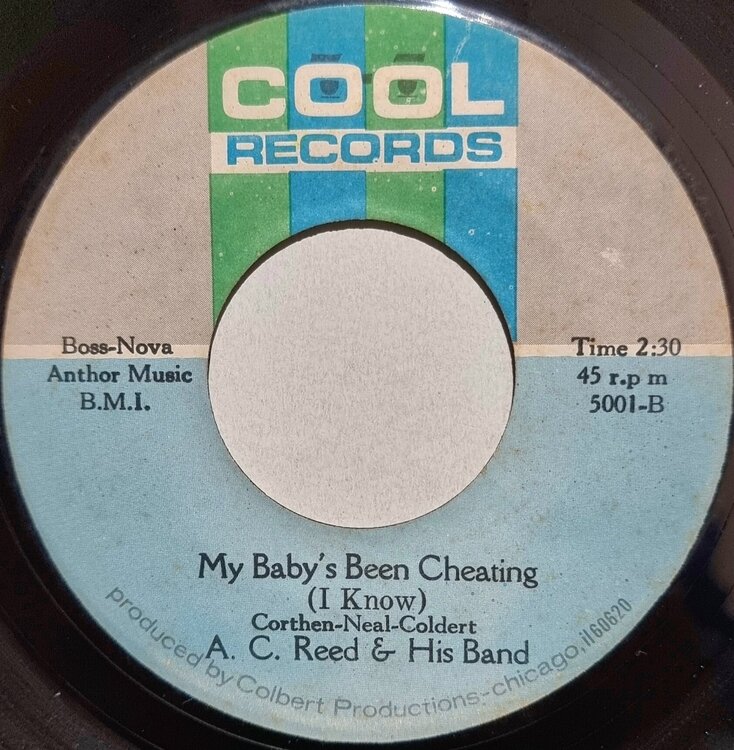 COOL
RECORDS
Boss-Nova
Anthor Music
B.M.I.
Time 2:30
45 r.p m
5001-B
My Baby's Been Cheating
(I Know)
Corthen-Neal-Coldert
A. C. Reed & His Band
produced by Colbert Productions-chicago,il60620